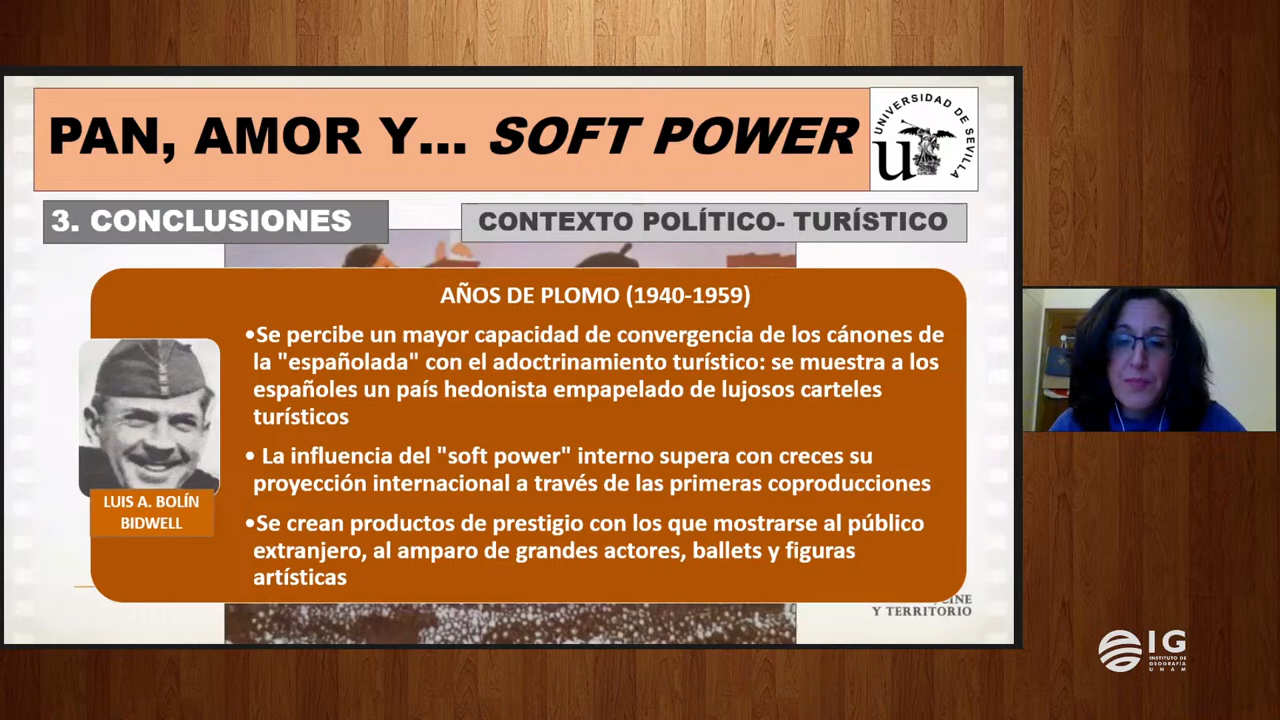 PAN, AMOR Y... SOFT POWER
UNIVERSIDAD DE SEVILLA
3. CONCLUSIONES
CONTEXTO POLÍTICO- TURÍSTICO
AÑOS DE PLOMO (1940-1959)
•Se percibe un mayor capacidad de convergencia de los cánones de
la "españolada" con el adoctrinamiento turístico: se muestra a los
españoles un país hedonista empapelado de lujosos carteles
turísticos
• La influencia del "soft power" interno supera con creces su
proyección internacional a través de las primeras coproducciones
•Se crean productos de prestigio con los que mostrarse al público
extranjero, al amparo de grandes actores, ballets y figuras
artísticas
LUIS A. BOLÍN
BIDWELL
CINE
Y TERRITORIO
IG
INSTITUTO DE
GEOGRAFÍA
UNAM